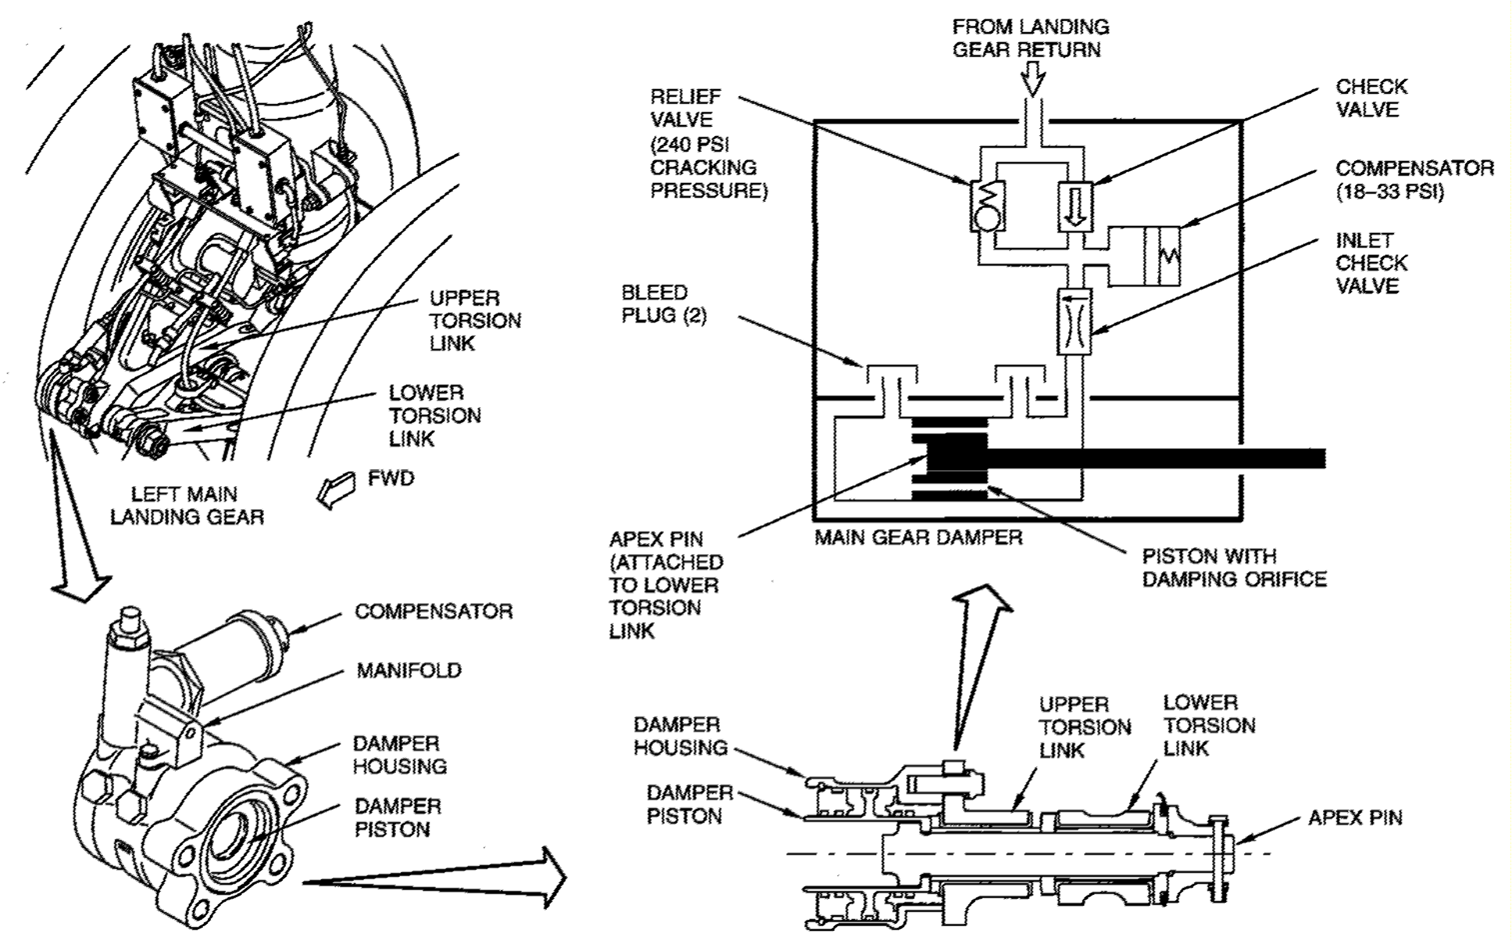 FROM LANDING
GEAR RETURN
RELIEF
VALVE
(240 PSI
CRACKING
PRESSURE)
CHECK
VALVE
COMPENSATOR
(18–33 PSI)
INLET
CHECK
VALVE
BLEED
PLUG (2)
UPPER
TORSION
LINK
LOWER
TORSION
LINK
FWD
LEFT MAIN
LANDING GEAR
APEX PIN
(ATTACHED
TO LOWER
TORSION
LINK
MAIN GEAR DAMPER
PISTON WITH
DAMPING ORIFICE
COMPENSATOR
MANIFOLD
DAMPER
HOUSING
DAMPER
PISTON
DAMPER
HOUSING
DAMPER
PISTON
UPPER
TORSION
LINK
LOWER
TORSION
LINK
APEX PIN